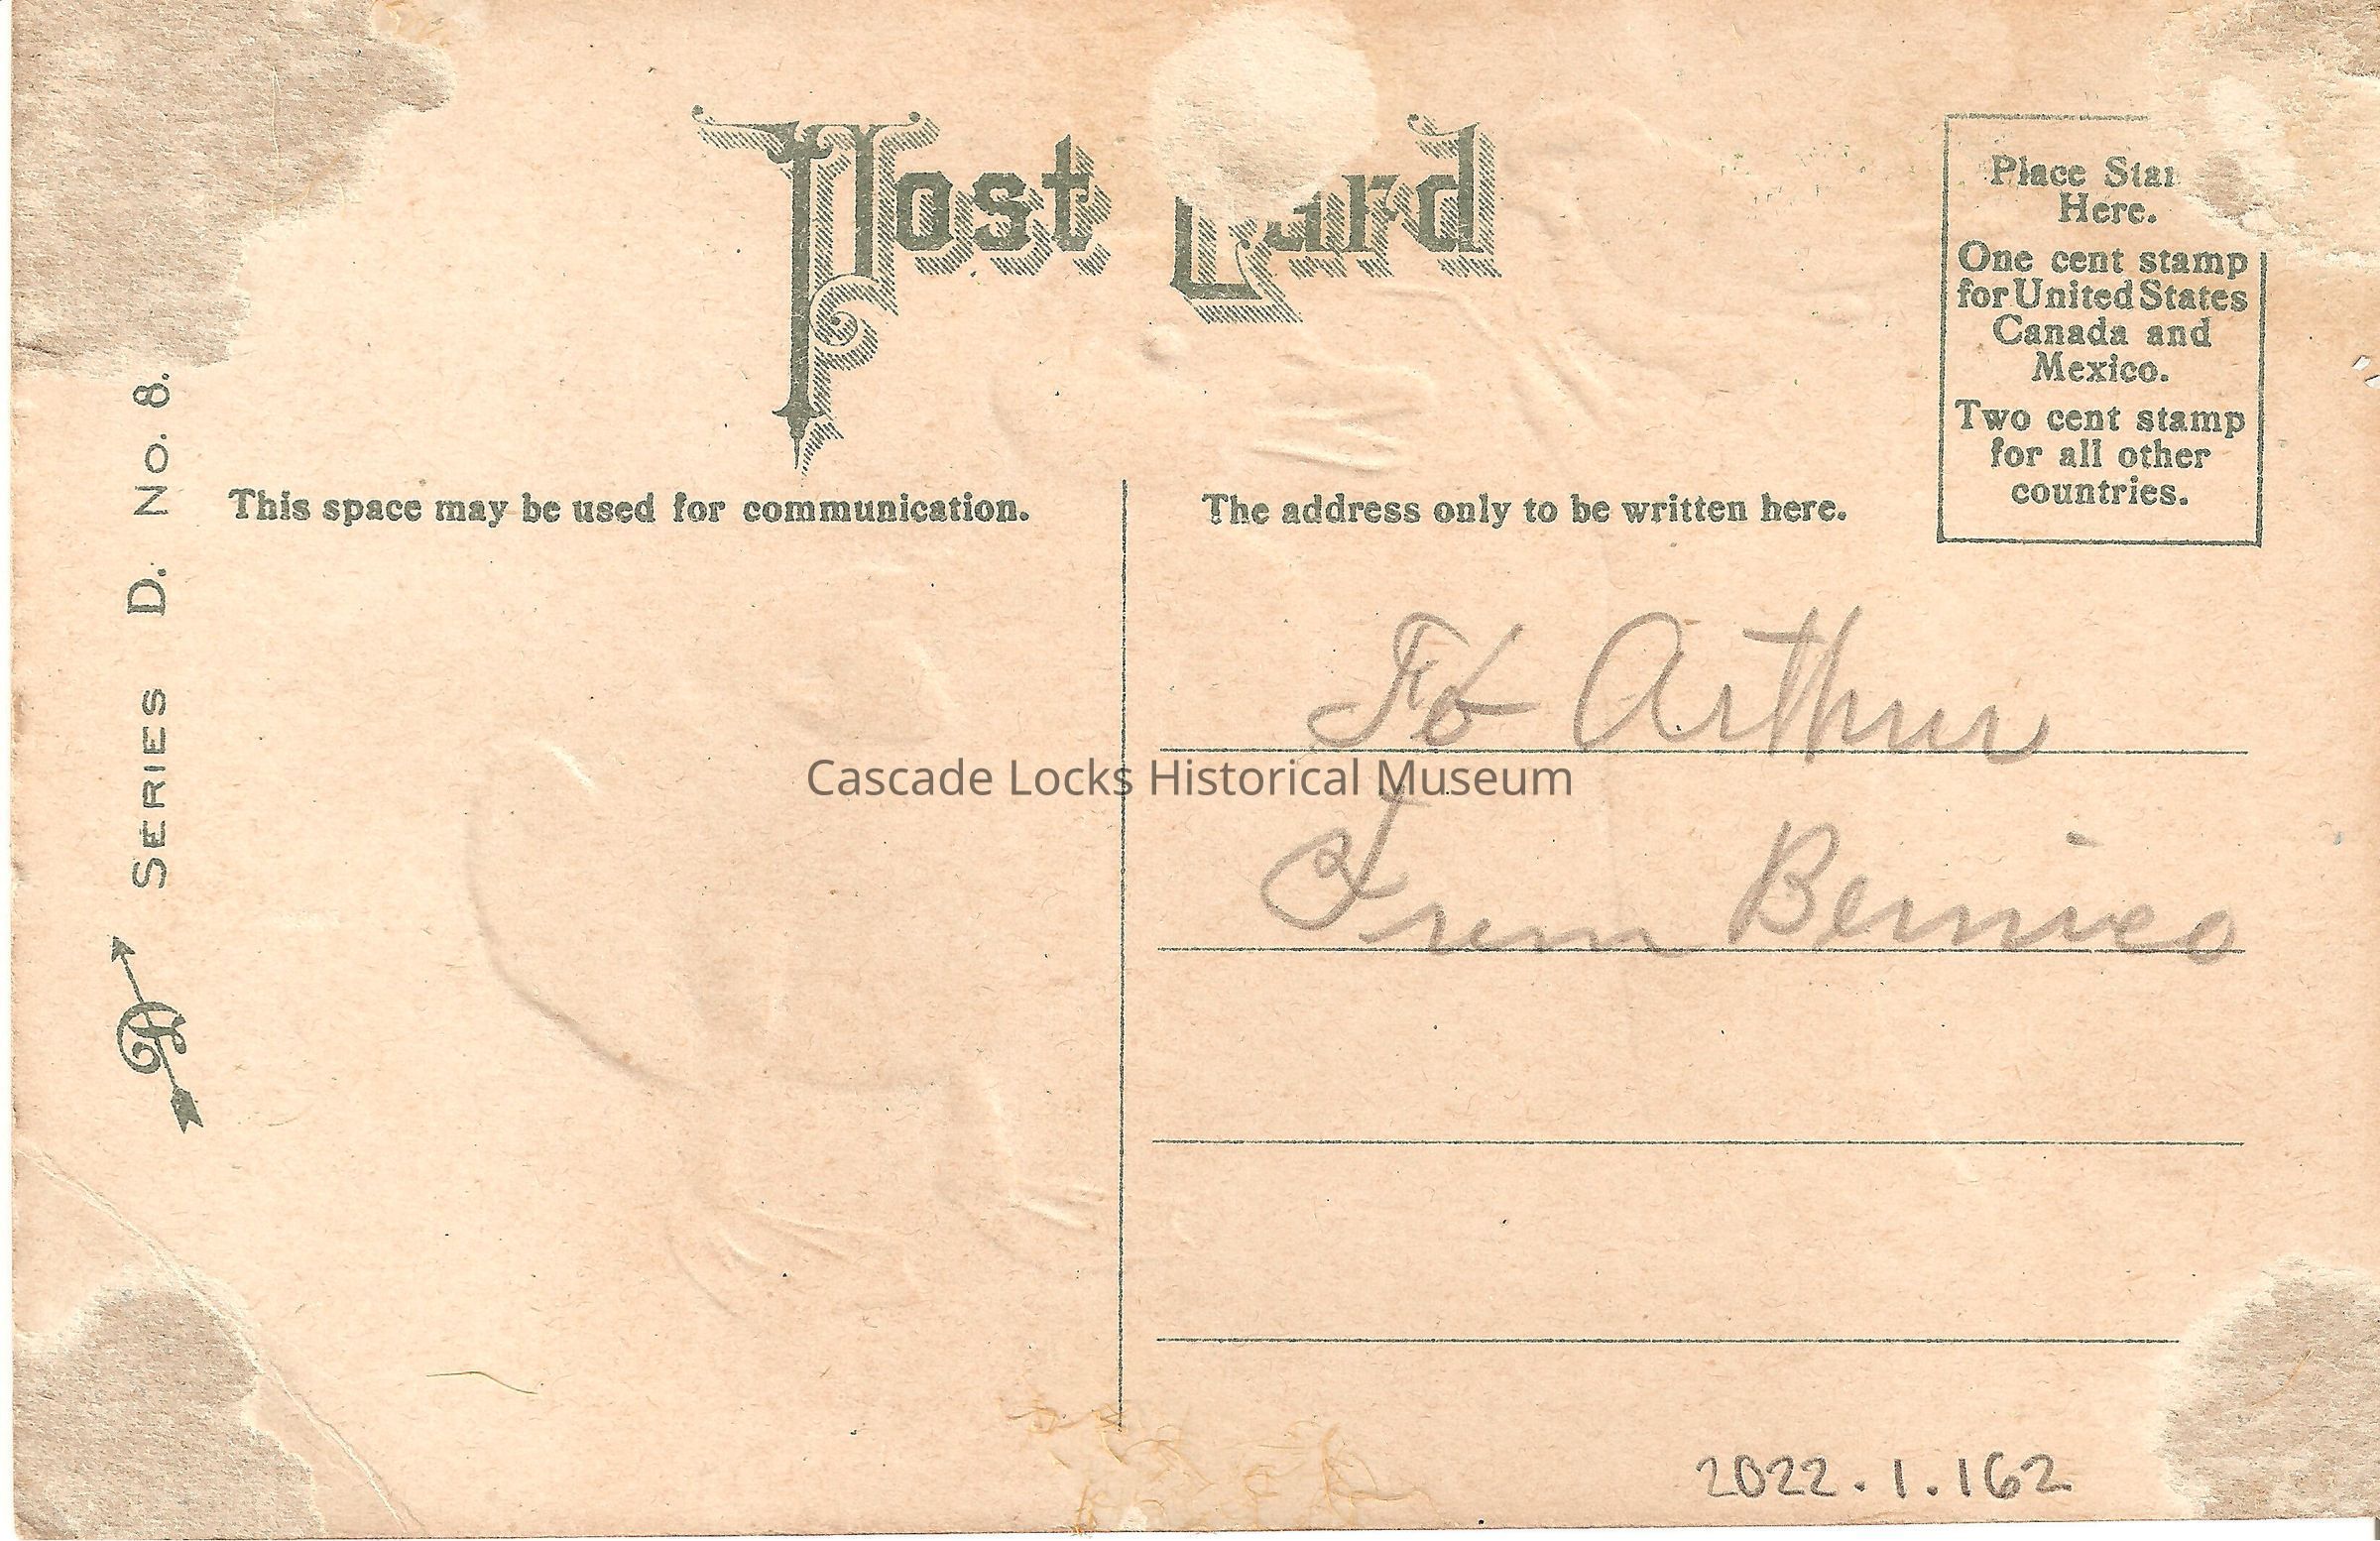 Post Card
Place Star
Here.
One cent stamp
for United States
Canada and
Mexico.
Two cent stamp
for all other
countries.
This space may be used for communication.
The address only to be written here.
SERIES D. No. 8.
To Arthur
Cascade Locks Historical Museum
From
2022.1.162